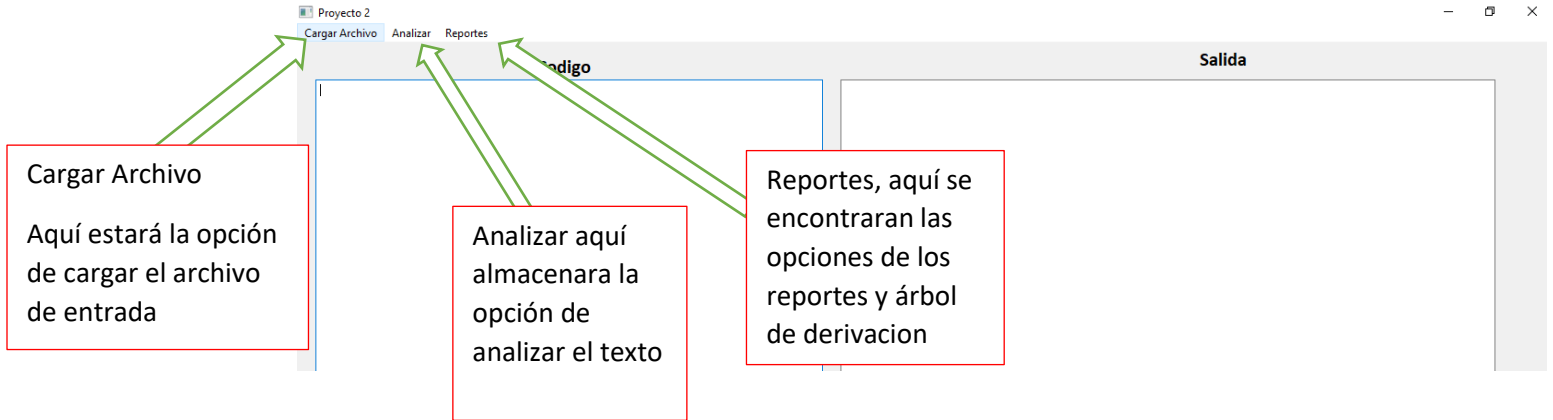 Proyecto 2
Cargar Archivo Analizar Reportes
Codigo
Salida
Cargar Archivo
Aquí estará la opción
de cargar el archivo
de entrada
Analizar aquí
almacenara la
opción de
analizar el texto
Reportes, aquí se
encontraran las
opciones de los
reportes y árbol
de derivacion